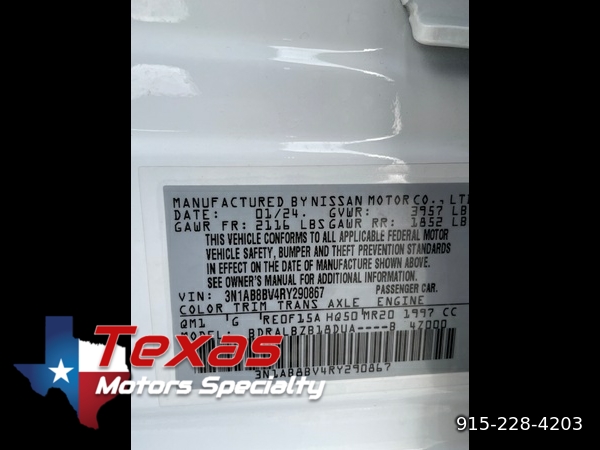 MANUFACTURED BY NISSAN MOTOR CO., LTD
DATE: 01/24. GVWR: 3957 LB
GAWR FR: 2116 LBS GAWR RR: 1852 LB
THIS VEHICLE CONFORMS TO ALL APPLICABLE FEDERAL MOTOR
VEHICLE SAFETY, BUMPER AND THEFT PREVENTION STANDARDS
IN EFFECT ON THE DATE OF MANUFACTURE SHOWN ABOVE.
SEE OWNER'S MANUAL FOR ADDITIONAL INFORMATION.
VIN: 3N1AB8BV4RY290867 PASSENGER CAR.
COLOR TRIM TRANS AXLE ENGINE
QM1 G RE0F15A HQ50 MR20 1997 CC
MODEL: BDRALBZB18DUA----B 47000
3N1AB8BV4RY290867
Texas
Motors Specialty
915-228-4203